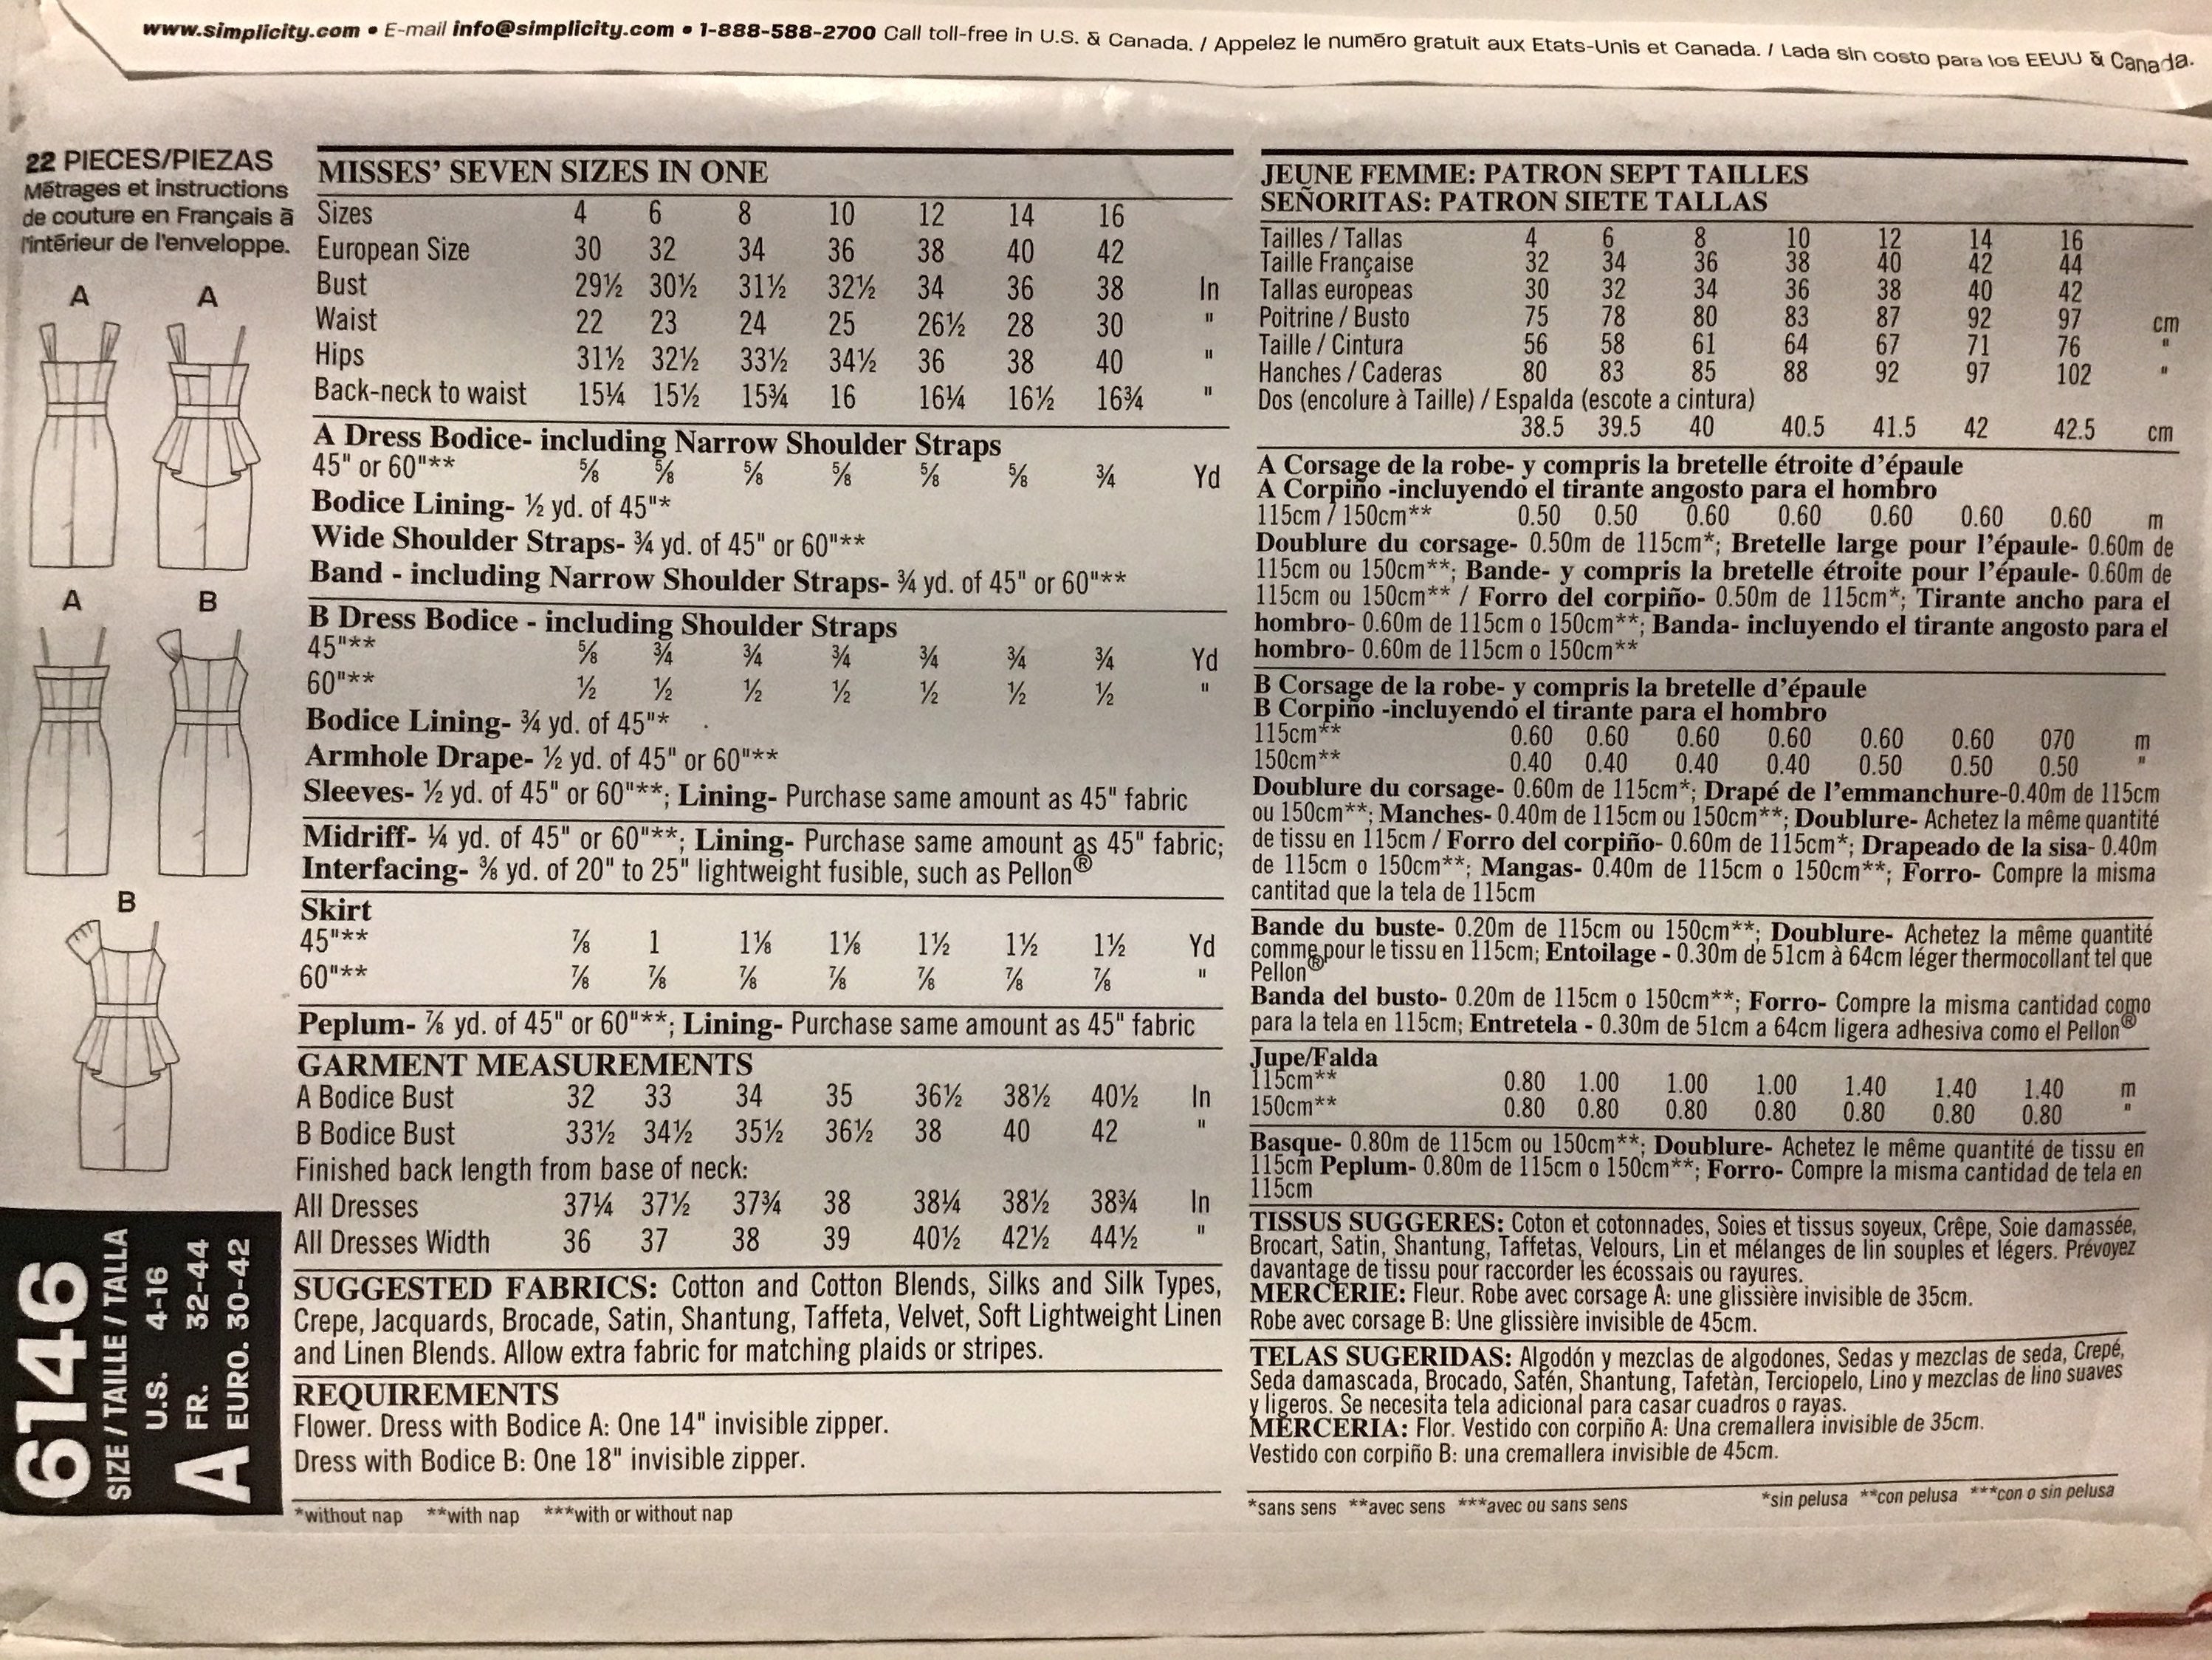 www.simplicity.com • E-mail info@simplicity.com • 1-888-588-2700 Call toll-free in U.S. & Canada. / Appelez le numéro gratuit aux Etats-Unis et Canada. / Lada sin costo para los EEUU & Canada.
22 PIECES/PIEZAS
Métrages et instructions
de couture en Français à
l'intérieur de l'enveloppe.
A A
A B
B
6146
SIZE / TAILLE / TALLA
U.S. 4-16
FR. 32-44
EURO. 30-42
A
MISSES' SEVEN SIZES IN ONE
Sizes 4 6 8 10 12 14 16
European Size 30 32 34 36 38 40 42
Bust 29½ 30½ 31½ 32½ 34 36 38 In
Waist 22 23 24 25 26½ 28 30 "
Hips 31½ 32½ 33½ 34½ 36 38 40 "
Back-neck to waist 15¼ 15½ 15¾ 16 16¼ 16½ 16¾ "
A Dress Bodice- including Narrow Shoulder Straps
45" or 60"** ⅝ ⅝ ⅝ ⅝ ⅝ ⅝ ¾ Yd
Bodice Lining- ½ yd. of 45"*
Wide Shoulder Straps- ¾ yd. of 45" or 60"**
Band - including Narrow Shoulder Straps- ¾ yd. of 45" or 60"**
B Dress Bodice - including Shoulder Straps
45"** ⅝ ¾ ¾ ¾ ¾ ¾ ¾ Yd
60"** ½ ½ ½ ½ ½ ½ ½ "
Bodice Lining- ¾ yd. of 45"*
Armhole Drape- ½ yd. of 45" or 60"**
Sleeves- ½ yd. of 45" or 60"**; Lining- Purchase same amount as 45" fabric
Midriff- ¼ yd. of 45" or 60"**; Lining- Purchase same amount as 45" fabric;
Interfacing- ⅜ yd. of 20" to 25" lightweight fusible, such as Pellon®
Skirt
45"** ⅞ 1 1⅛ 1⅛ 1½ 1½ 1½ Yd
60"** ⅞ ⅞ ⅞ ⅞ ⅞ ⅞ ⅞ "
Peplum- ⅞ yd. of 45" or 60"**; Lining- Purchase same amount as 45" fabric
GARMENT MEASUREMENTS
A Bodice Bust 32 33 34 35 36½ 38½ 40½ In
B Bodice Bust 33½ 34½ 35½ 36½ 38 40 42 "
Finished back length from base of neck:
All Dresses 37¼ 37½ 37¾ 38 38¼ 38½ 38¾ In
All Dresses Width 36 37 38 39 40½ 42½ 44½ "
SUGGESTED FABRICS: Cotton and Cotton Blends, Silks and Silk Types,
Crepe, Jacquards, Brocade, Satin, Shantung, Taffeta, Velvet, Soft Lightweight Linen
and Linen Blends. Allow extra fabric for matching plaids or stripes.
REQUIREMENTS
Flower. Dress with Bodice A: One 14" invisible zipper.
Dress with Bodice B: One 18" invisible zipper.
*without nap **with nap ***with or without nap
JEUNE FEMME: PATRON SEPT TAILLES
SEÑORITAS: PATRON SIETE TALLAS
Tailles / Tallas 4 6 8 10 12 14 16
Taille Française 32 34 36 38 40 42 44
Tallas europeas 30 32 34 36 38 40 42
Poitrine / Busto 75 78 80 83 87 92 97 cm
Taille / Cintura 56 58 61 64 67 71 76 "
Hanches / Caderas 80 83 85 88 92 97 102 "
Dos (encolure à Taille) / Espalda (escote a cintura)
38.5 39.5 40 40.5 41.5 42 42.5 cm
A Corsage de la robe- y compris la bretelle étroite d'épaule
A Corpiño -incluyendo el tirante angosto para el hombro
115cm / 150cm** 0.50 0.50 0.60 0.60 0.60 0.60 0.60 m
Doublure du corsage- 0.50m de 115cm*; Bretelle large pour l'épaule- 0.60m de
115cm ou 150cm**; Bande- y compris la bretelle étroite pour l'épaule- 0.60m de
115cm ou 150cm** / Forro del corpiño- 0.50m de 115cm*; Tirante ancho para el
hombro- 0.60m de 115cm o 150cm**; Banda- incluyendo el tirante angosto para el
hombro- 0.60m de 115cm o 150cm**
B Corsage de la robe- y compris la bretelle d'épaule
B Corpiño -incluyendo el tirante para el hombro
115cm** 0.60 0.60 0.60 0.60 0.60 0.60 070 m
150cm** 0.40 0.40 0.40 0.40 0.50 0.50 0.50 "
Doublure du corsage- 0.60m de 115cm*; Drapé de l'emmanchure-0.40m de 115cm
ou 150cm**; Manches- 0.40m de 115cm ou 150cm**; Doublure- Achetez la même quantité
de tissu en 115cm / Forro del corpiño- 0.60m de 115cm*; Drapeado de la sisa- 0.40m
de 115cm o 150cm**; Mangas- 0.40m de 115cm o 150cm**; Forro- Compre la misma
cantitad que la tela de 115cm
Bande du buste- 0.20m de 115cm ou 150cm**; Doublure- Achetez la même quantité
comme pour le tissu en 115cm; Entoilage - 0.30m de 51cm à 64cm léger thermocollant tel que
Pellon®
Banda del busto- 0.20m de 115cm o 150cm**; Forro- Compre la misma cantidad como
para la tela en 115cm; Entretela - 0.30m de 51cm a 64cm ligera adhesiva como el Pellon®
Jupe/Falda
115cm** 0.80 1.00 1.00 1.00 1.40 1.40 1.40 m
150cm** 0.80 0.80 0.80 0.80 0.80 0.80 0.80 "
Basque- 0.80m de 115cm ou 150cm**; Doublure- Achetez le même quantité de tissu en
115cm Peplum- 0.80m de 115cm o 150cm**; Forro- Compre la misma cantidad de tela en
115cm
TISSUS SUGGERES: Coton et cotonnades, Soies et tissus soyeux, Crêpe, Soie damassée,
Brocart, Satin, Shantung, Taffetas, Velours, Lin et mélanges de lin souples et légers. Prévoyez
davantage de tissu pour raccorder les écossais ou rayures.
MERCERIE: Fleur. Robe avec corsage A: une glissière invisible de 35cm.
Robe avec corsage B: Une glissière invisible de 45cm.
TELAS SUGERIDAS: Algodón y mezclas de algodones, Sedas y mezclas de seda, Crepé,
Seda damascada, Brocado, Satén, Shantung, Tafetàn, Terciopelo, Lino y mezclas de lino suaves
y ligeros. Se necesita tela adicional para casar cuadros o rayas.
MERCERIA: Flor. Vestido con corpiño A: Una cremallera invisible de 35cm.
Vestido con corpiño B: una cremallera invisible de 45cm.
*sans sens **avec sens ***avec ou sans sens *sin pelusa **con pelusa ***con o sin pelusa